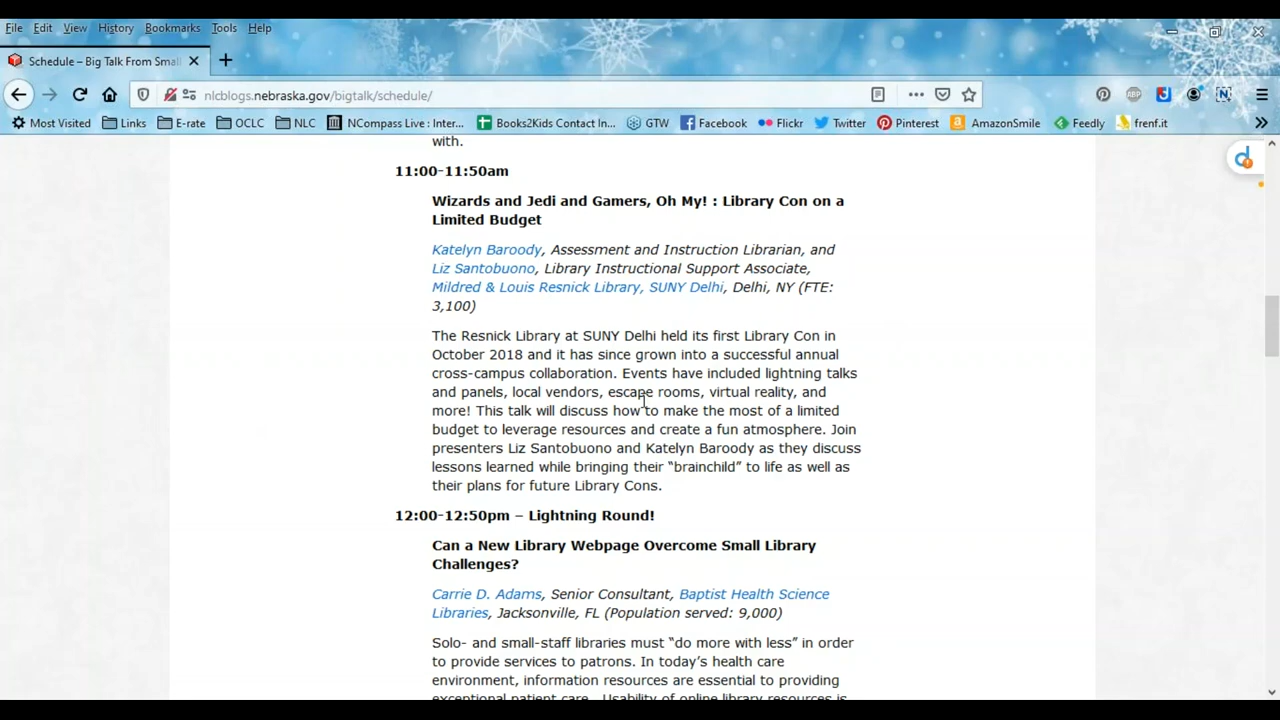 File Edit View History Bookmarks Tools Help
Schedule – Big Talk From Smal
nlcblogs.nebraska.gov/bigtalk/schedule/
Most Visited Links E-rate OCLC NLC NCompass Live : Inter... Books2Kids Contact In... GTW Facebook Flickr Twitter Pinterest AmazonSmile Feedly frenf.it
with.
11:00-11:50am
Wizards and Jedi and Gamers, Oh My! : Library Con on a
Limited Budget
Katelyn Baroody, Assessment and Instruction Librarian, and
Liz Santobuono, Library Instructional Support Associate,
Mildred & Louis Resnick Library, SUNY Delhi, Delhi, NY (FTE:
3,100)
The Resnick Library at SUNY Delhi held its first Library Con in
October 2018 and it has since grown into a successful annual
cross-campus collaboration. Events have included lightning talks
and panels, local vendors, escape rooms, virtual reality, and
more! This talk will discuss how to make the most of a limited
budget to leverage resources and create a fun atmosphere. Join
presenters Liz Santobuono and Katelyn Baroody as they discuss
lessons learned while bringing their “brainchild” to life as well as
their plans for future Library Cons.
12:00-12:50pm – Lightning Round!
Can a New Library Webpage Overcome Small Library
Challenges?
Carrie D. Adams, Senior Consultant, Baptist Health Science
Libraries, Jacksonville, FL (Population served: 9,000)
Solo- and small-staff libraries must “do more with less” in order
to provide services to patrons. In today’s health care
environment, information resources are essential to providing
exceptional patient care. Usability of online library resources is